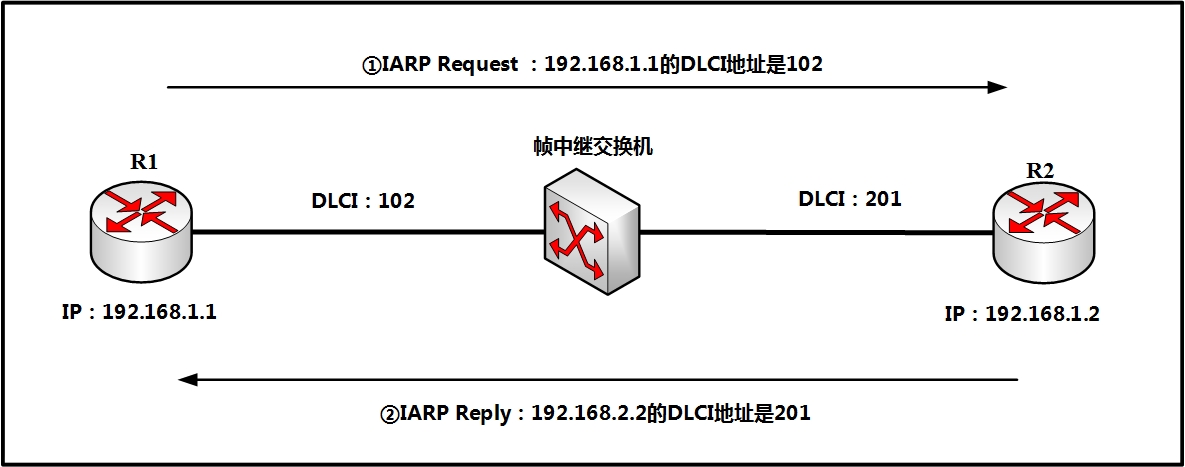 ①IARP Request ：192.168.1.1的DLCI地址是102
帧中继交换机
R1
R2
DLCI：102
DLCI：201
IP：192.168.1.1
IP：192.168.1.2
②IARP Reply：192.168.2.2的DLCI地址是201